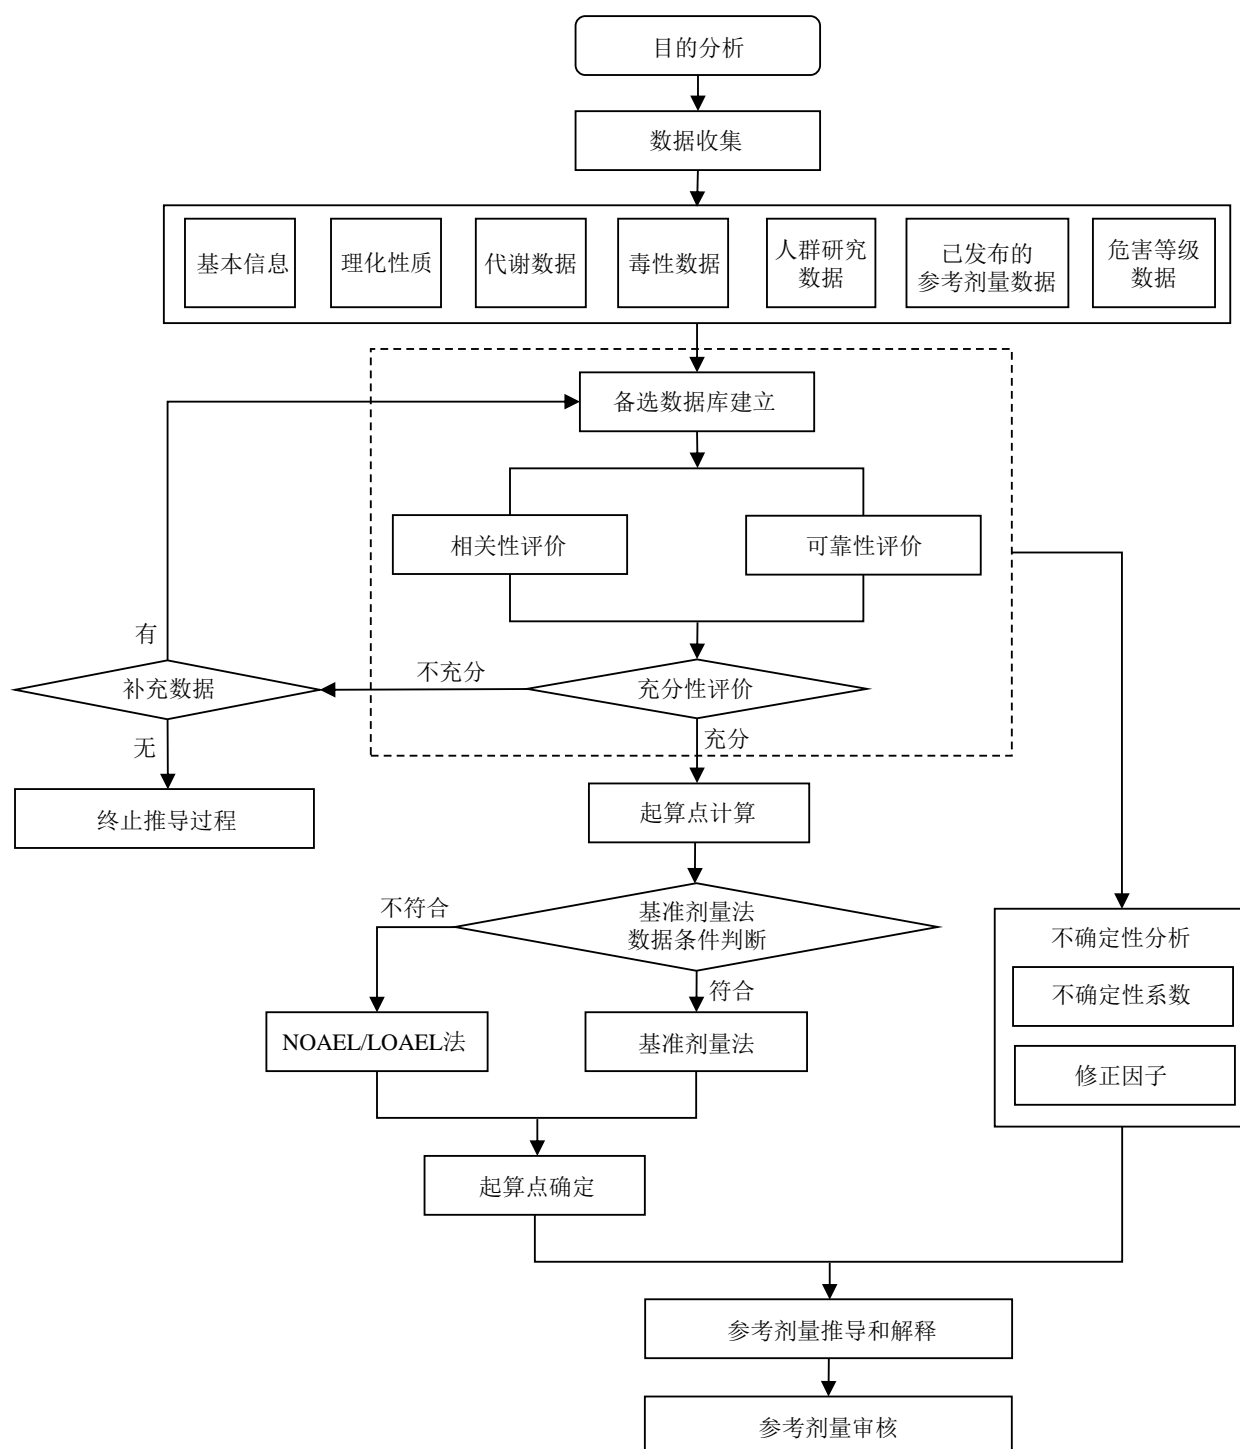 目的分析
数据收集
基本信息
理化性质
代谢数据
毒性数据
人群研究
数据
已发布的
参考剂量数据
危害等级
数据
备选数据库建立
相关性评价
可靠性评价
有
不充分
补充数据
充分性评价
无
充分
终止推导过程
起算点计算
不符合
基准剂量法
数据条件判断
不确定性分析
符合
不确定性系数
NOAEL/LOAEL法
基准剂量法
修正因子
起算点确定
参考剂量推导和解释
参考剂量审核